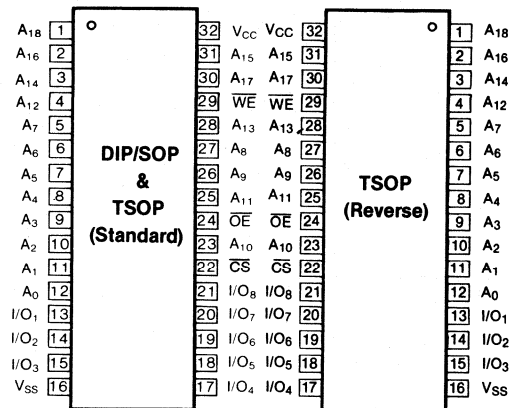 A18 1 32 VCC VCC 32 1 A18
A16 2 31 A15 A15 31 2 A16
A14 3 30 A17 A17 30 3 A14
A12 4 29 W̅E̅ W̅E̅ 29 4 A12
A7 5 28 A13 A13 28 5 A7
A6 6 27 A8 A8 27 6 A6
A5 7 26 A9 A9 26 7 A5
A4 8 25 A11 A11 25 8 A4
A3 9 24 O̅E̅ O̅E̅ 24 9 A3
A2 10 23 A10 A10 23 10 A2
A1 11 22 C̅S̅ C̅S̅ 22 11 A1
A0 12 21 I/O8 I/O8 21 12 A0
I/O1 13 20 I/O7 I/O7 20 13 I/O1
I/O2 14 19 I/O6 I/O6 19 14 I/O2
I/O3 15 18 I/O5 I/O5 18 15 I/O3
VSS 16 17 I/O4 I/O4 17 16 VSS
DIP/SOP
&
TSOP
(Standard)
TSOP
(Reverse)